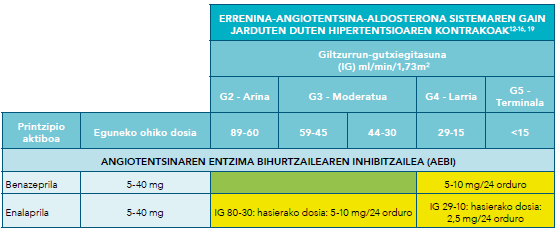 ERRENINA-ANGIOTENTSINA-ALDOSTERONA SISTEMAREN GAIN
JARDUTEN DUTEN HIPERTENTSIOAREN KONTRAKOAK¹³⁻¹⁶, ¹⁹
Giltzurrun-gutxiegitasuna
(IG) ml/min/1,73m²
G2 - Arina
G3 - Moderatua
G4 - Larria
G5 -
Terminala
Printzipio
aktiboa
Eguneko ohiko dosia
89-60
59-45
44-30
29-15
<15
ANGIOTENTSINAREN ENTZIMA BIHURTZAILEAREN INHIBITZAILEA (AEBI)
Benazeprila
5-40 mg
5-10 mg/24 orduro
Enalaprila
5-40 mg
IG 80-30: hasierako dosia: 5-10 mg/24 orduro
IG 29-10: hasierako dosia:
2,5 mg/24 orduro